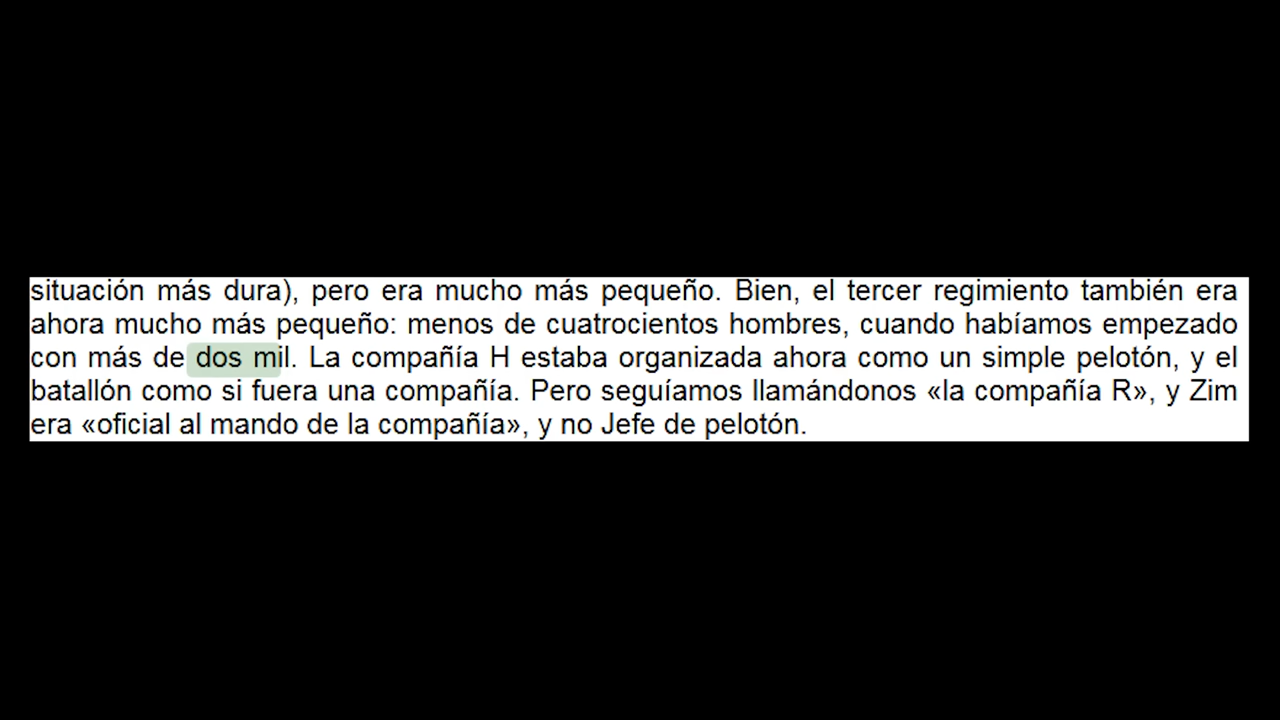 situación más dura), pero era mucho más pequeño. Bien, el tercer regimiento también era
ahora mucho más pequeño: menos de cuatrocientos hombres, cuando habíamos empezado
con más de dos mil. La compañía H estaba organizada ahora como un simple pelotón, y el
batallón como si fuera una compañía. Pero seguíamos llamándonos «la compañía R», y Zim
era «oficial al mando de la compañía», y no Jefe de pelotón.